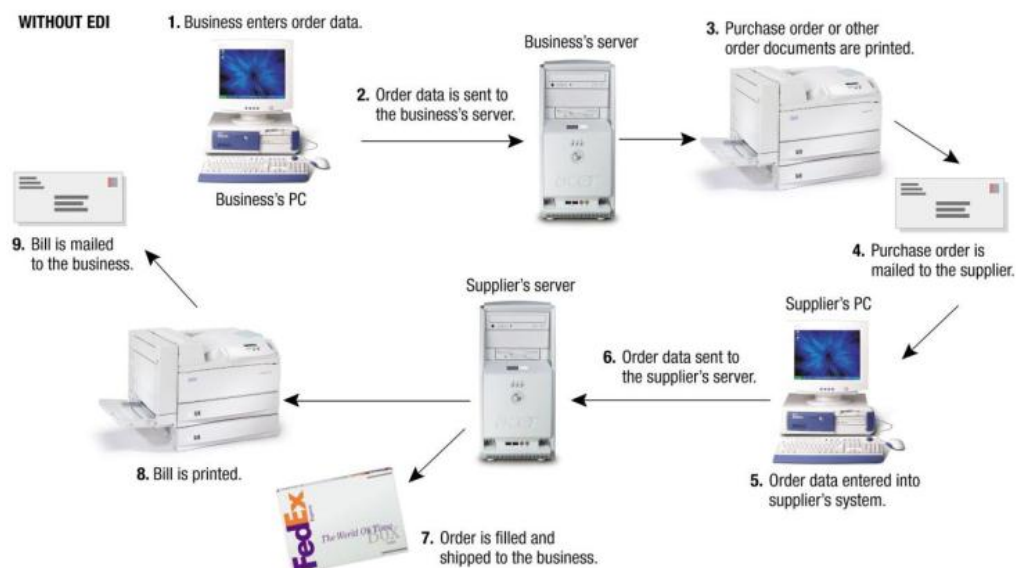 WITHOUT EDI
1. Business enters order data.
Business's PC
2. Order data is sent to
the business's server.
Business's server
3. Purchase order or other
order documents are printed.
4. Purchase order is
mailed to the supplier.
Supplier's PC
5. Order data entered into
supplier's system.
6. Order data sent to
the supplier's server.
Supplier's server
acer
acer
7. Order is filled and
shipped to the business.
FedEx
The World On Time
BOX
8. Bill is printed.
9. Bill is mailed
to the business.